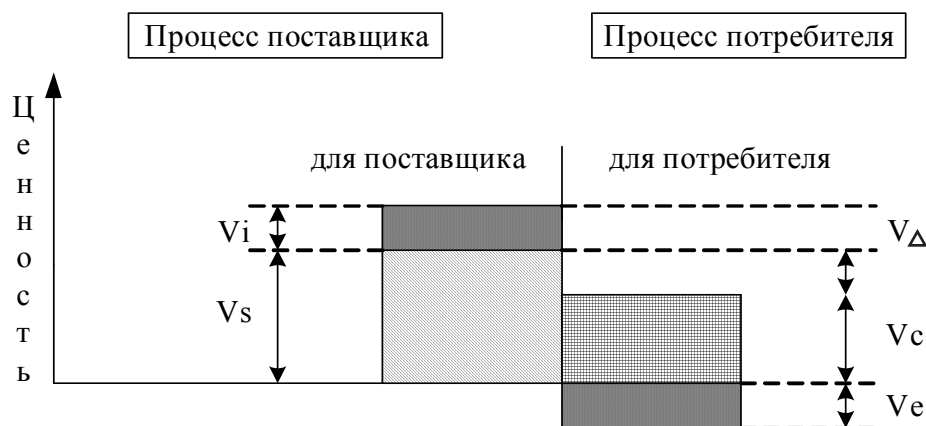 Процесс поставщика
Процесс потребителя
Ценность
для поставщика
для потребителя
Vi
V△
Vs
Vc
Ve